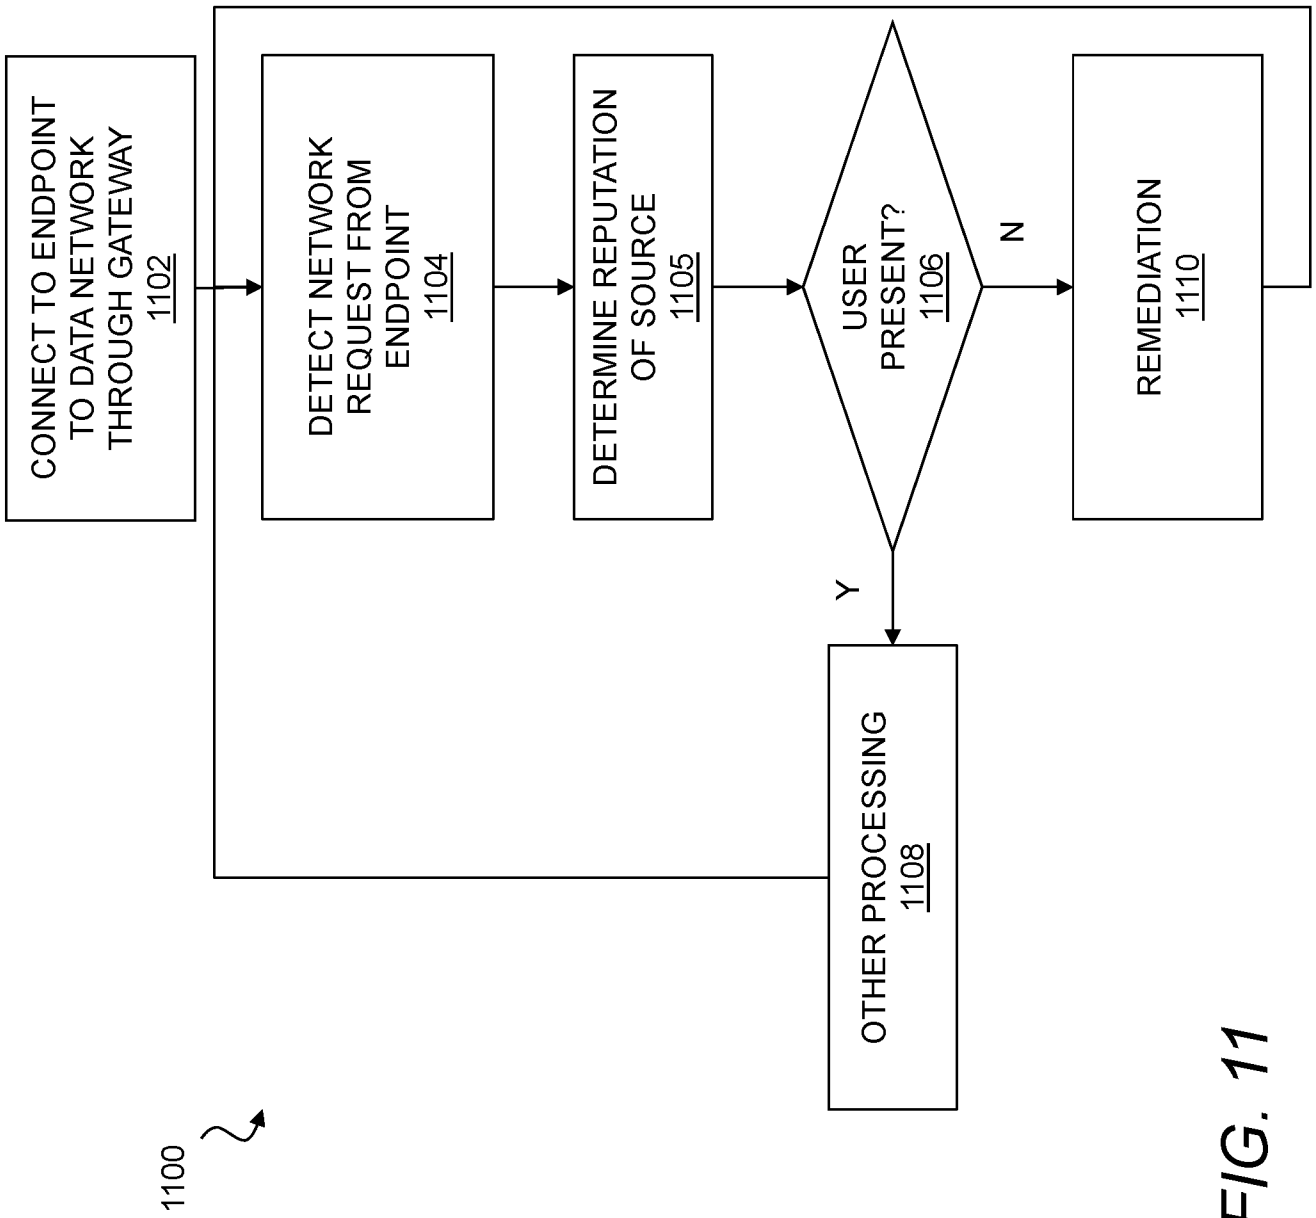 1100
CONNECT TO ENDPOINT
TO DATA NETWORK
THROUGH GATEWAY
1102
DETECT NETWORK
REQUEST FROM
ENDPOINT
1104
DETERMINE REPUTATION
OF SOURCE
1105
USER
PRESENT?
1106
Y
N
OTHER PROCESSING
1108
REMEDIATION
1110
FIG. 11